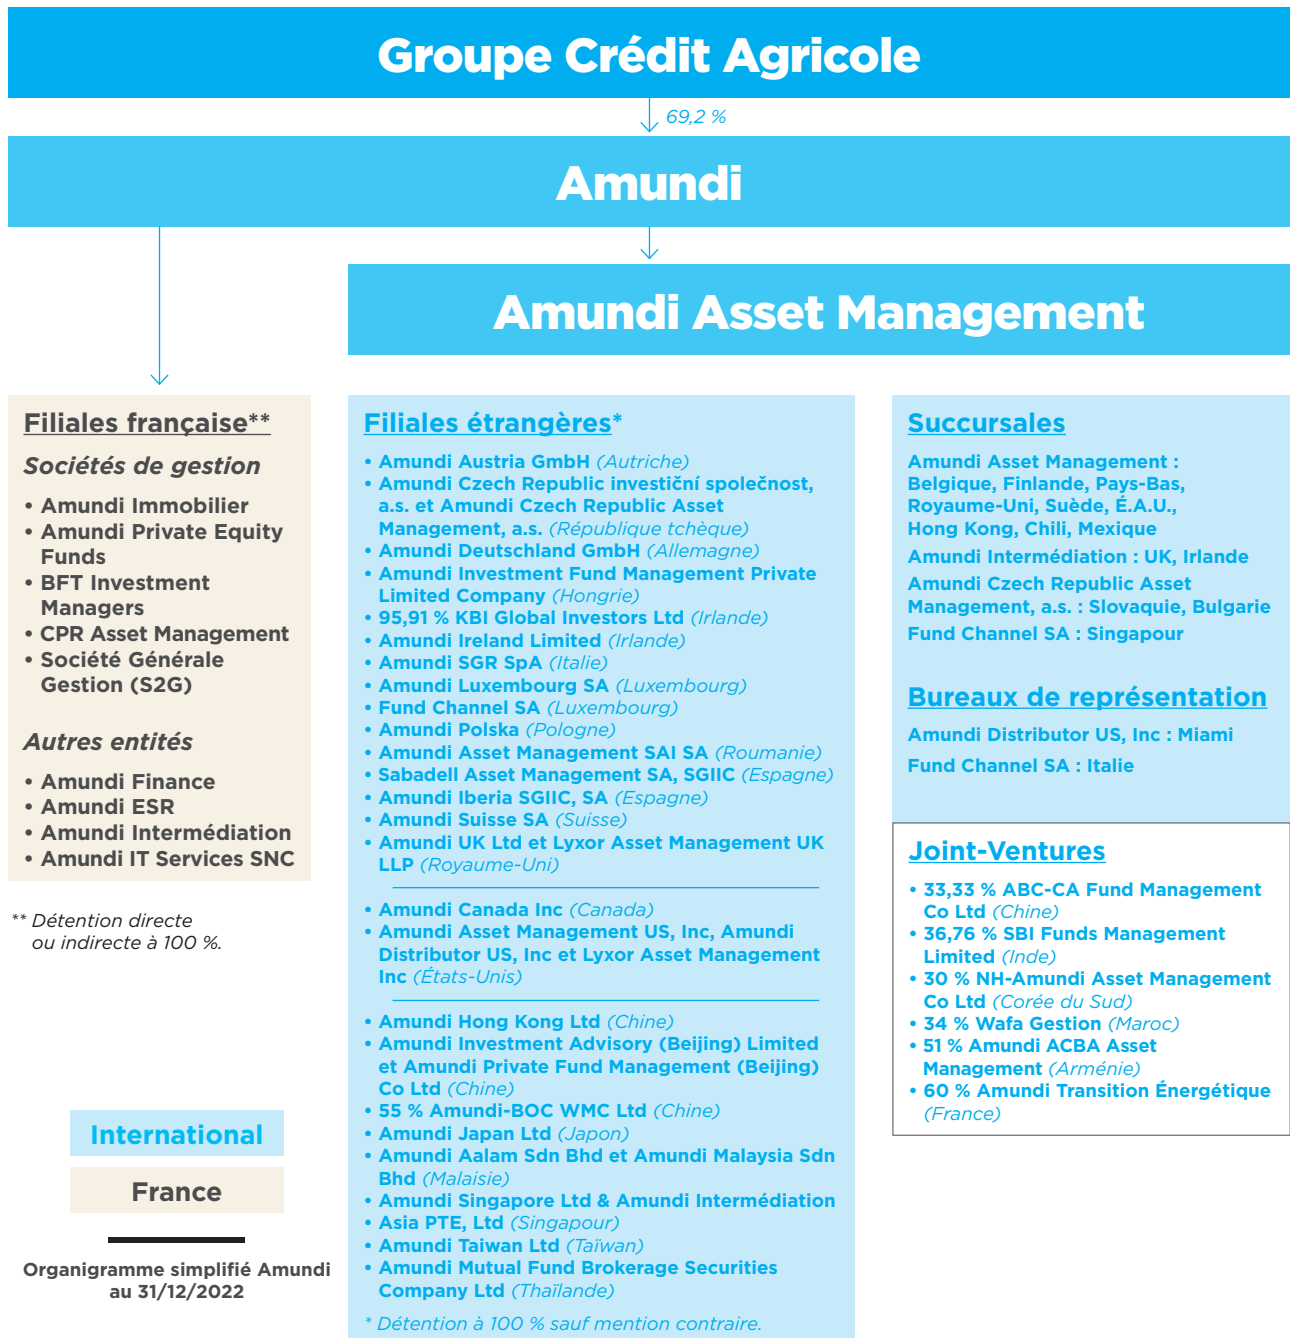 Groupe Crédit Agricole
69,2 %
Amundi
Amundi Asset Management
Filiales française**
Sociétés de gestion
• Amundi Immobilier
• Amundi Private Equity
Funds
• BFT Investment
Managers
• CPR Asset Management
• Société Générale
Gestion (S2G)
Autres entités
• Amundi Finance
• Amundi ESR
• Amundi Intermédiation
• Amundi IT Services SNC
** Détention directe
ou indirecte à 100 %.
International
France
Organigramme simplifié Amundi
au 31/12/2022
Filiales étrangères*
• Amundi Austria GmbH (Autriche)
• Amundi Czech Republic investiční společnost,
a.s. et Amundi Czech Republic Asset
Management, a.s. (République tchèque)
• Amundi Deutschland GmbH (Allemagne)
• Amundi Investment Fund Management Private
Limited Company (Hongrie)
• 95,91 % KBI Global Investors Ltd (Irlande)
• Amundi Ireland Limited (Irlande)
• Amundi SGR SpA (Italie)
• Amundi Luxembourg SA (Luxembourg)
• Fund Channel SA (Luxembourg)
• Amundi Polska (Pologne)
• Amundi Asset Management SAI SA (Roumanie)
• Sabadell Asset Management SA, SGIIC (Espagne)
• Amundi Iberia SGIIC, SA (Espagne)
• Amundi Suisse SA (Suisse)
• Amundi UK Ltd et Lyxor Asset Management UK
LLP (Royaume-Uni)
• Amundi Canada Inc (Canada)
• Amundi Asset Management US, Inc, Amundi
Distributor US, Inc et Lyxor Asset Management
Inc (États-Unis)
• Amundi Hong Kong Ltd (Chine)
• Amundi Investment Advisory (Beijing) Limited
et Amundi Private Fund Management (Beijing)
Co Ltd (Chine)
• 55 % Amundi-BOC WMC Ltd (Chine)
• Amundi Japan Ltd (Japon)
• Amundi Aalam Sdn Bhd et Amundi Malaysia Sdn
Bhd (Malaisie)
• Amundi Singapore Ltd & Amundi Intermédiation
• Asia PTE, Ltd (Singapour)
• Amundi Taiwan Ltd (Taïwan)
• Amundi Mutual Fund Brokerage Securities
Company Ltd (Thaïlande)
* Détention à 100 % sauf mention contraire.
Succursales
Amundi Asset Management :
Belgique, Finlande, Pays-Bas,
Royaume-Uni, Suède, É.A.U.,
Hong Kong, Chili, Mexique
Amundi Intermédiation : UK, Irlande
Amundi Czech Republic Asset
Management, a.s. : Slovaquie, Bulgarie
Fund Channel SA : Singapour
Bureaux de représentation
Amundi Distributor US, Inc : Miami
Fund Channel SA : Italie
Joint-Ventures
• 33,33 % ABC-CA Fund Management
Co Ltd (Chine)
• 36,76 % SBI Funds Management
Limited (Inde)
• 30 % NH-Amundi Asset Management
Co Ltd (Corée du Sud)
• 34 % Wafa Gestion (Maroc)
• 51 % Amundi ACBA Asset
Management (Arménie)
• 60 % Amundi Transition Énergétique
(France)